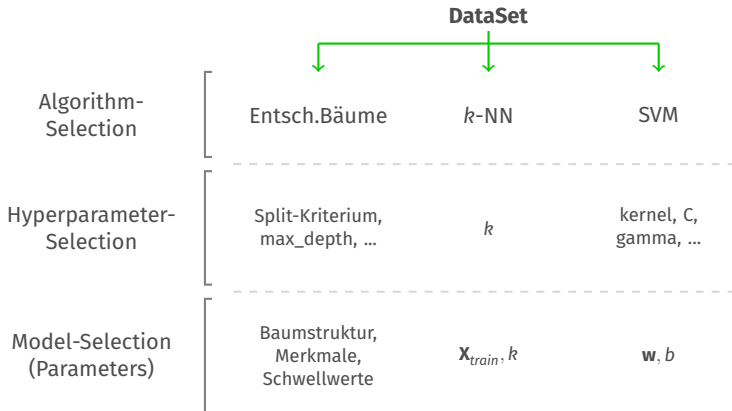 DataSet
Algorithm-
Selection
Entsch.Bäume
k-NN
SVM
Hyperparameter-
Selection
Split-Kriterium,
max_depth, ...
k
kernel, C,
gamma, ...
Model-Selection
(Parameters)
Baumstruktur,
Merkmale,
Schwellwerte
X_train, k
w, b